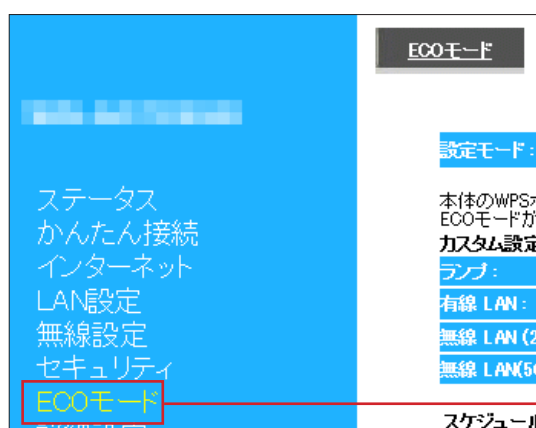 ECOモード
設定モード：
ステータス
かんたん接続
インターネット
LAN設定
無線設定
セキュリティ
ECOモード
本体のWPS
ECOモードが
カスタム設定
ランプ：
有線 LAN：
無線 LAN (2
無線 LAN(5
スケジュール